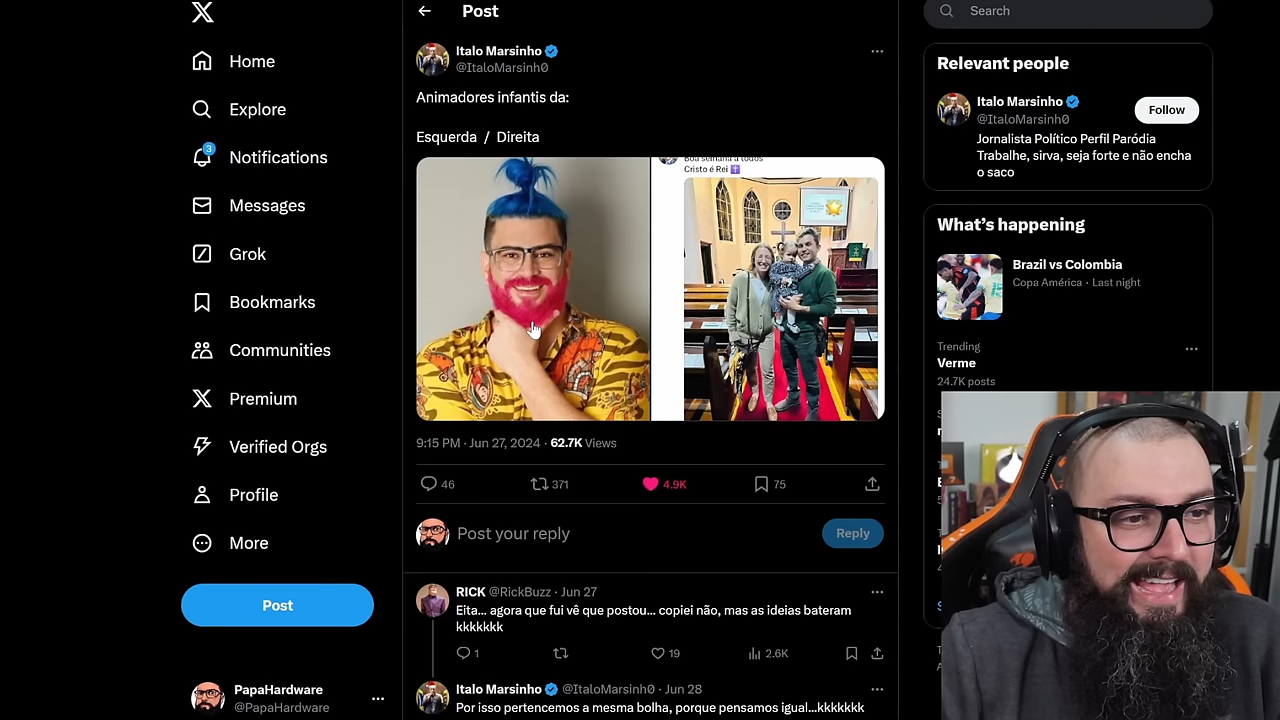 Post
Search
Home
Explore
3
Notifications
Messages
Grok
Bookmarks
Communities
Premium
Verified Orgs
Profile
More
Post
PapaHardware
@PapaHardware
Italo Marsinho
@ItaloMarsinh0
Animadores infantis da:
Esquerda / Direita
Boa semana a todos
Cristo é Rei
9:15 PM · Jun 27, 2024 · 62.7K Views
46
371
4.9K
75
Post your reply
Reply
RICK @RickBuzz · Jun 27
Eita... agora que fui vê que postou... copiei não, mas as ideias bateram
kkkkkkk
1
19
2.6K
Italo Marsinho @ItaloMarsinh0 · Jun 28
Por isso pertencemos a mesma bolha, porque pensamos igual...kkkkkkk
Relevant people
Italo Marsinho
@ItaloMarsinh0
Follow
Jornalista Político Perfil Paródia
Trabalhe, sirva, seja forte e não encha
o saco
What's happening
Brazil vs Colombia
Copa América · Last night
Trending
Verme
24.7K posts